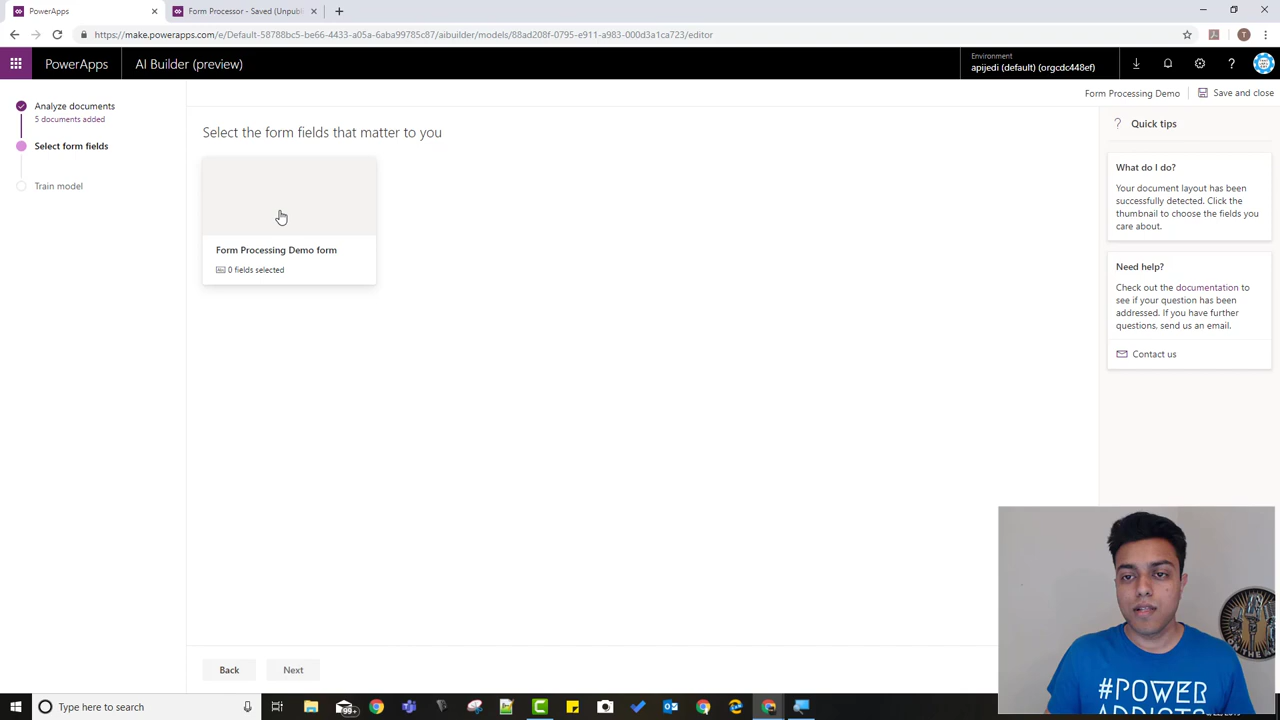 PowerApps
Form Processor - Saved (Unpubl
https://make.powerapps.com/e/Default-58788bc5-be66-4433-a05a-6aba99785c87/aibuilder/models/88ad208f-0795-e911-a983-000d3a1ca723/editor
PowerApps
AI Builder (preview)
Environment
apijedi (default) (orgcdc448ef)
Form Processing Demo
Save and close
Analyze documents
5 documents added
Select form fields
Train model
Select the form fields that matter to you
Form Processing Demo form
0 fields selected
Quick tips
What do I do?
Your document layout has been
successfully detected. Click the
thumbnail to choose the fields you
care about.
Need help?
Check out the documentation to
see if your question has been
addressed. If you have further
questions, send us an email.
Contact us
Back
Next
#POWER
ADDICTS
Type here to search
99+